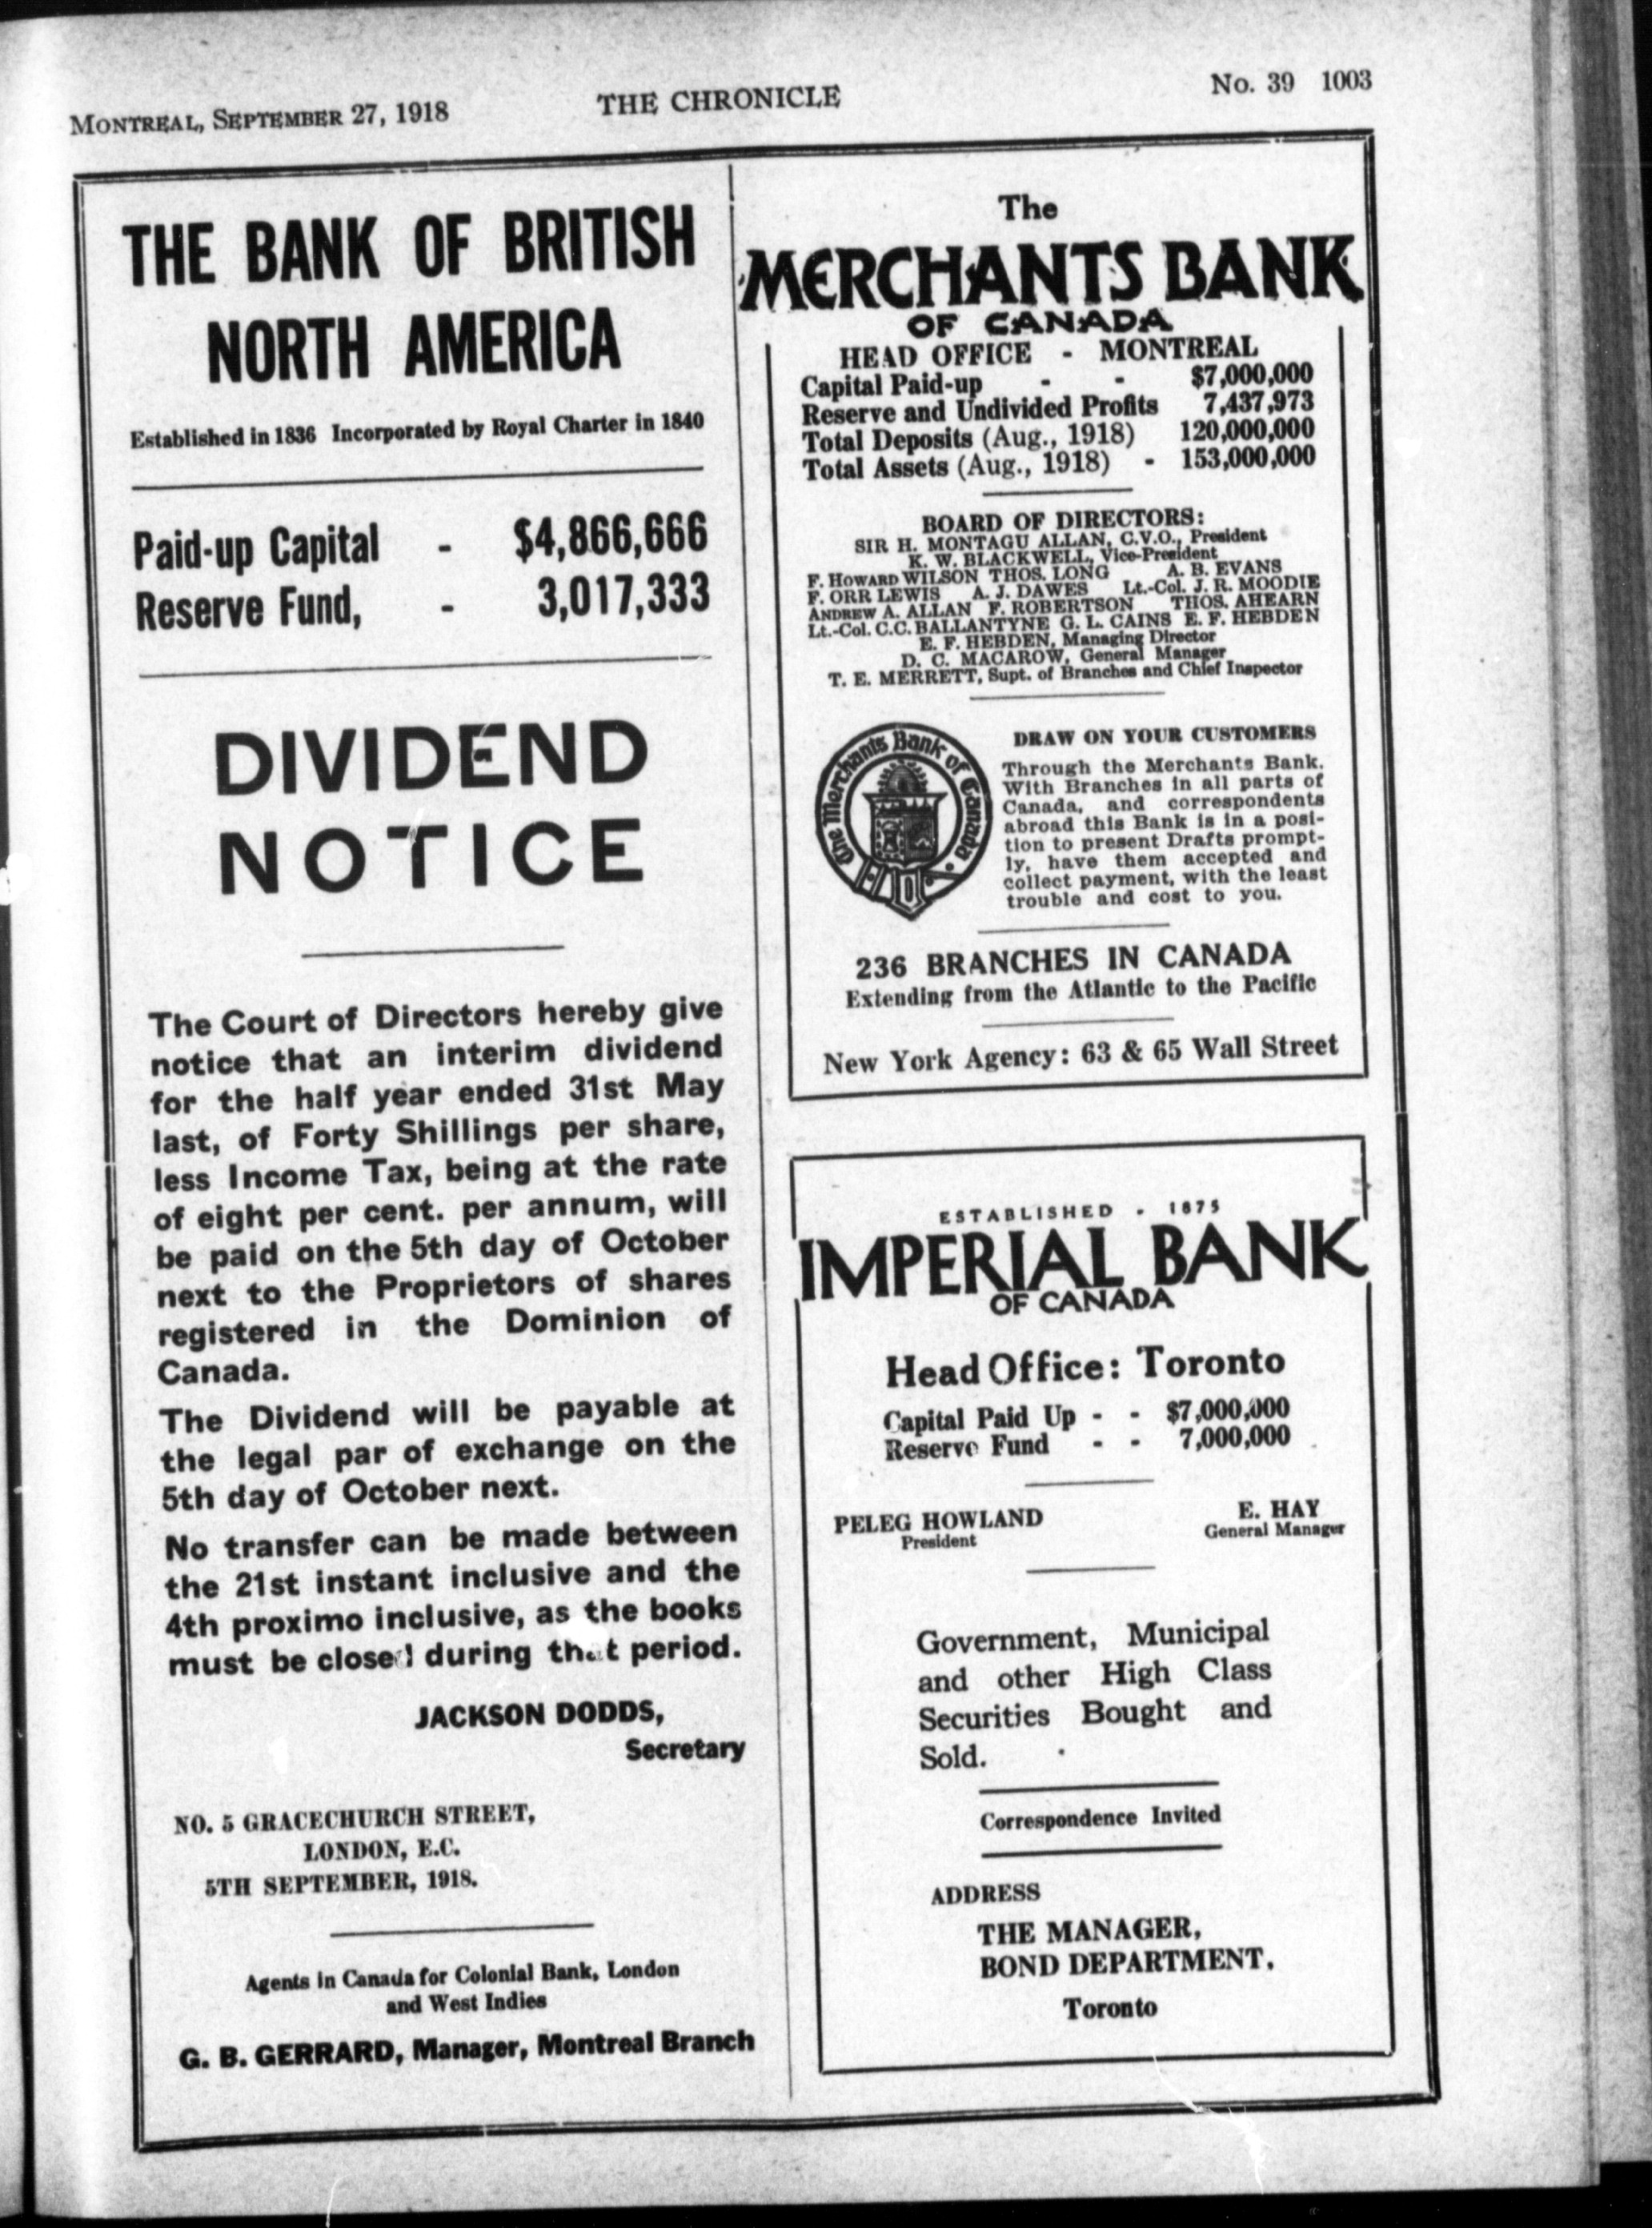 MONTREAL, SEPTEMBER 27, 1918
THE CHRONICLE
No. 39 1003
THE BANK OF BRITISH
NORTH AMERICA
Established in 1836 Incorporated by Royal Charter in 1840
Paid-up Capital - $4,866,666
Reserve Fund, - 3,017,333
DIVIDEND
NOTICE
The Court of Directors hereby give
notice that an interim dividend
for the half year ended 31st May
last, of Forty Shillings per share,
less Income Tax, being at the rate
of eight per cent. per annum, will
be paid on the 5th day of October
next to the Proprietors of shares
registered in the Dominion of
Canada.
The Dividend will be payable at
the legal par of exchange on the
5th day of October next.
No transfer can be made between
the 21st instant inclusive and the
4th proximo inclusive, as the books
must be closed during that period.
JACKSON DODDS,
Secretary
NO. 5 GRACECHURCH STREET,
LONDON, E.C.
5TH SEPTEMBER, 1918.
Agents in Canada for Colonial Bank, London
and West Indies
G. B. GERRARD, Manager, Montreal Branch
The
MERCHANTS BANK
OF CANADA
HEAD OFFICE - MONTREAL
Capital Paid-up - - $7,000,000
Reserve and Undivided Profits 7,437,973
Total Deposits (Aug., 1918) 120,000,000
Total Assets (Aug., 1918) - 153,000,000
BOARD OF DIRECTORS:
SIR H. MONTAGU ALLAN, C.V.O., President
K. W. BLACKWELL, Vice-President
F. HOWARD WILSON THOS. LONG A. B. EVANS
F. ORR LEWIS A. J. DAWES Lt.-Col. J. R. MOODIE
ANDREW A. ALLAN F. ROBERTSON THOS. AHEARN
Lt.-Col. C.C. BALLANTYNE G. L. CAINS E. F. HEBDEN
E. F. HEBDEN, Managing Director
D. C. MACAROW, General Manager
T. E. MERRETT, Supt. of Branches and Chief Inspector
The Merchants Bank of Canada
DRAW ON YOUR CUSTOMERS
Through the Merchants Bank.
With Branches in all parts of
Canada, and correspondents
abroad this Bank is in a posi-
tion to present Drafts prompt-
ly, have them accepted and
collect payment, with the least
trouble and cost to you.
236 BRANCHES IN CANADA
Extending from the Atlantic to the Pacific
New York Agency: 63 & 65 Wall Street
ESTABLISHED - 1875
IMPERIAL BANK
OF CANADA
Head Office: Toronto
Capital Paid Up - - $7,000,000
Reserve Fund - - 7,000,000
PELEG HOWLAND
President
E. HAY
General Manager
Government, Municipal
and other High Class
Securities Bought and
Sold.
Correspondence Invited
ADDRESS
THE MANAGER,
BOND DEPARTMENT,
Toronto